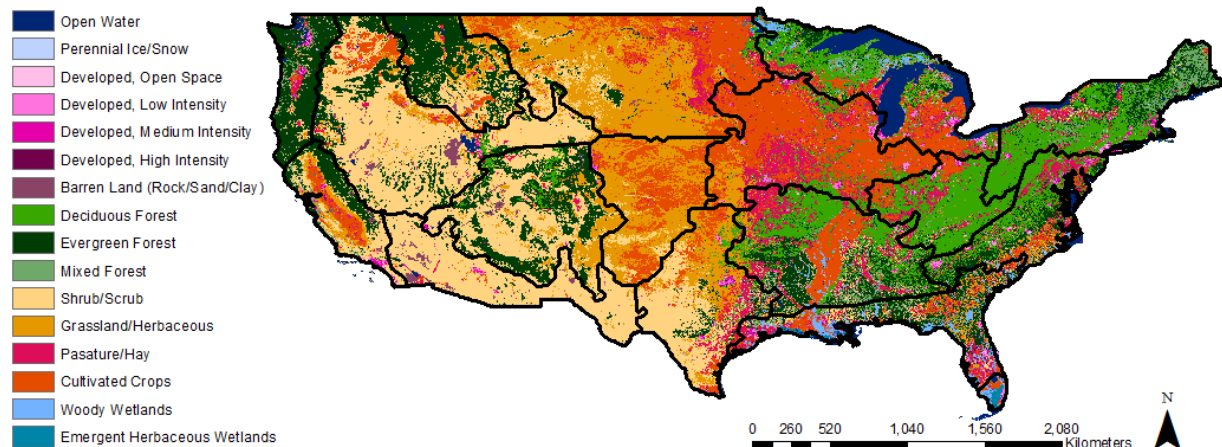 Open Water
Perennial Ice/Snow
Developed, Open Space
Developed, Low Intensity
Developed, Medium Intensity
Developed, High Intensity
Barren Land (Rock/Sand/Clay)
Deciduous Forest
Evergreen Forest
Mixed Forest
Shrub/Scrub
Grassland/Herbaceous
Pasature/Hay
Cultivated Crops
Woody Wetlands
Emergent Herbaceous Wetlands
N
0 260 520 1,040 1,560 2,080
Kilometers